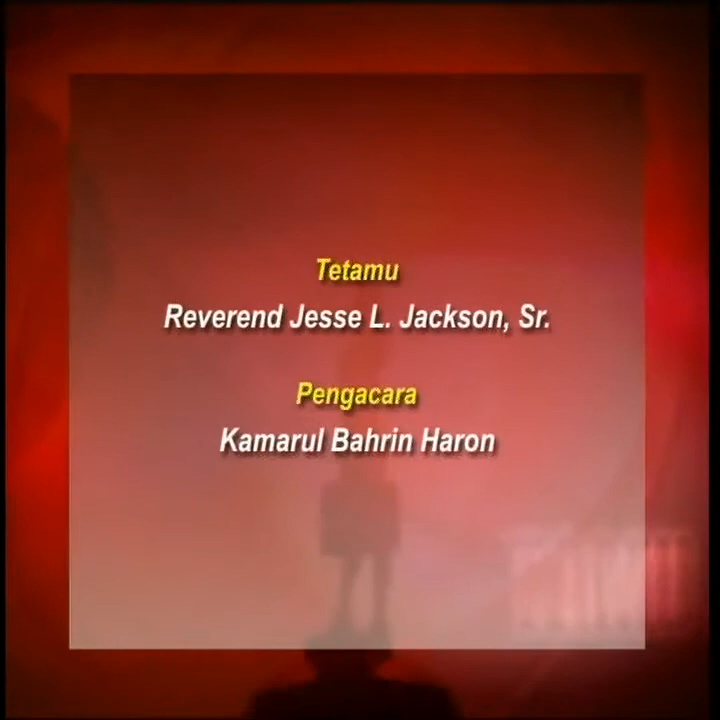 Tetamu
Reverend Jesse L. Jackson, Sr.
Pengacara
Kamarul Bahrin Haron